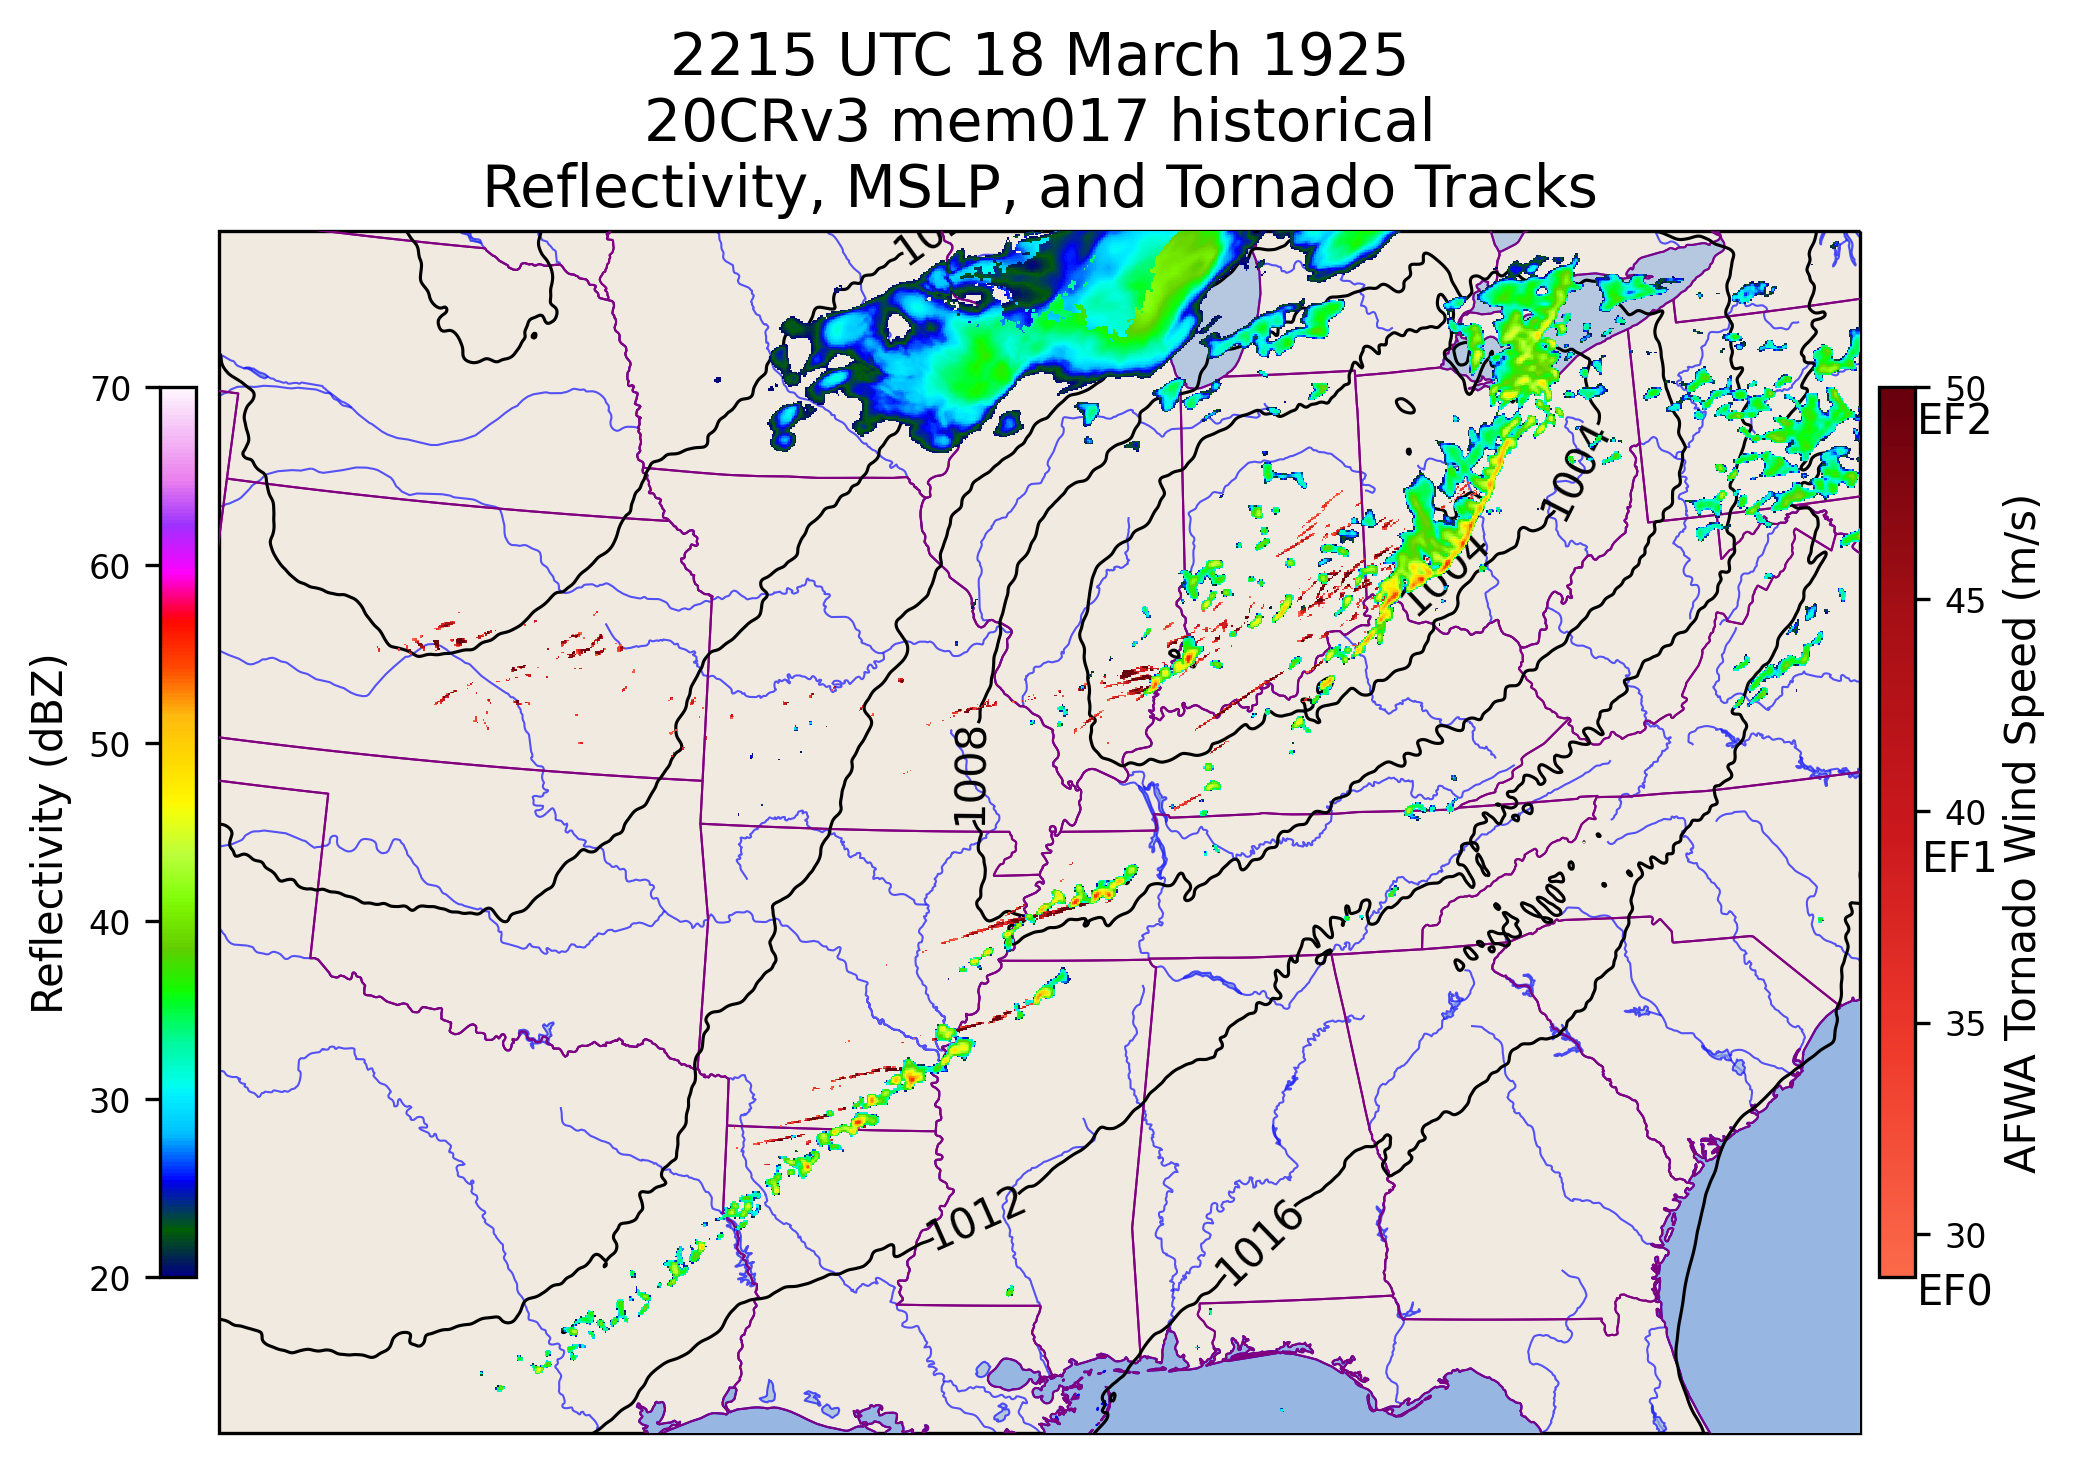 2215 UTC 18 March 1925
20CRv3 mem017 historical
Reflectivity, MSLP, and Tornado Tracks
Reflectivity (dBZ)
70
60
50
40
30
20
1004
1004
1008
1012
1016
50
EF2
45
40
EF1
35
30
EF0
AFWA Tornado Wind Speed (m/s)